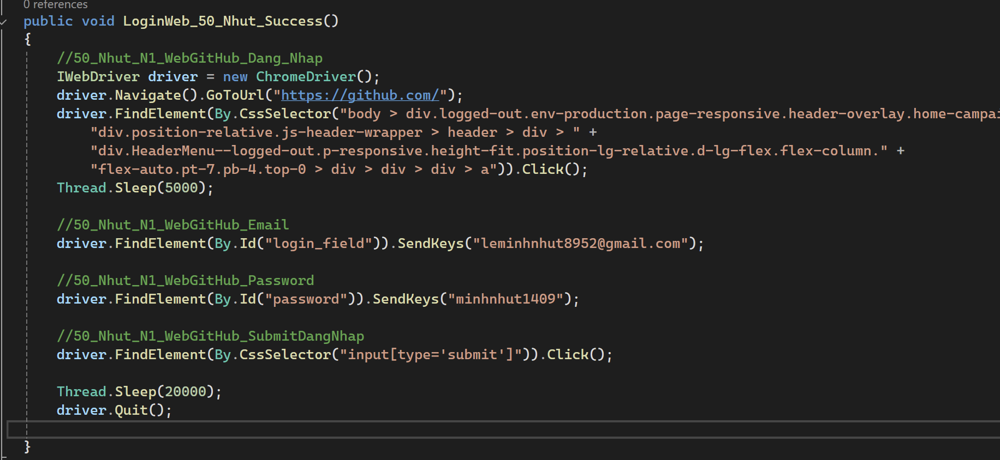 0 references
public void LoginWeb_50_Nhut_Success()
{
//50_Nhut_N1_WebGitHub_Dang_Nhap
IWebDriver driver = new ChromeDriver();
driver.Navigate().GoToUrl("https://github.com/");
driver.FindElement(By.CssSelector("body > div.logged-out.env-production.page-responsive.header-overlay.home-campai
"div.position-relative.js-header-wrapper > header > div > " +
"div.HeaderMenu--logged-out.p-responsive.height-fit.position-lg-relative.d-lg-flex.flex-column." +
"flex-auto.pt-7.pb-4.top-0 > div > div > div > a")).Click();
Thread.Sleep(5000);
//50_Nhut_N1_WebGitHub_Email
driver.FindElement(By.Id("login_field")).SendKeys("leminhnhut8952@gmail.com");
//50_Nhut_N1_WebGitHub_Password
driver.FindElement(By.Id("password")).SendKeys("minhnhut1409");
//50_Nhut_N1_WebGitHub_SubmitDangNhap
driver.FindElement(By.CssSelector("input[type='submit']")).Click();
Thread.Sleep(20000);
driver.Quit();
}